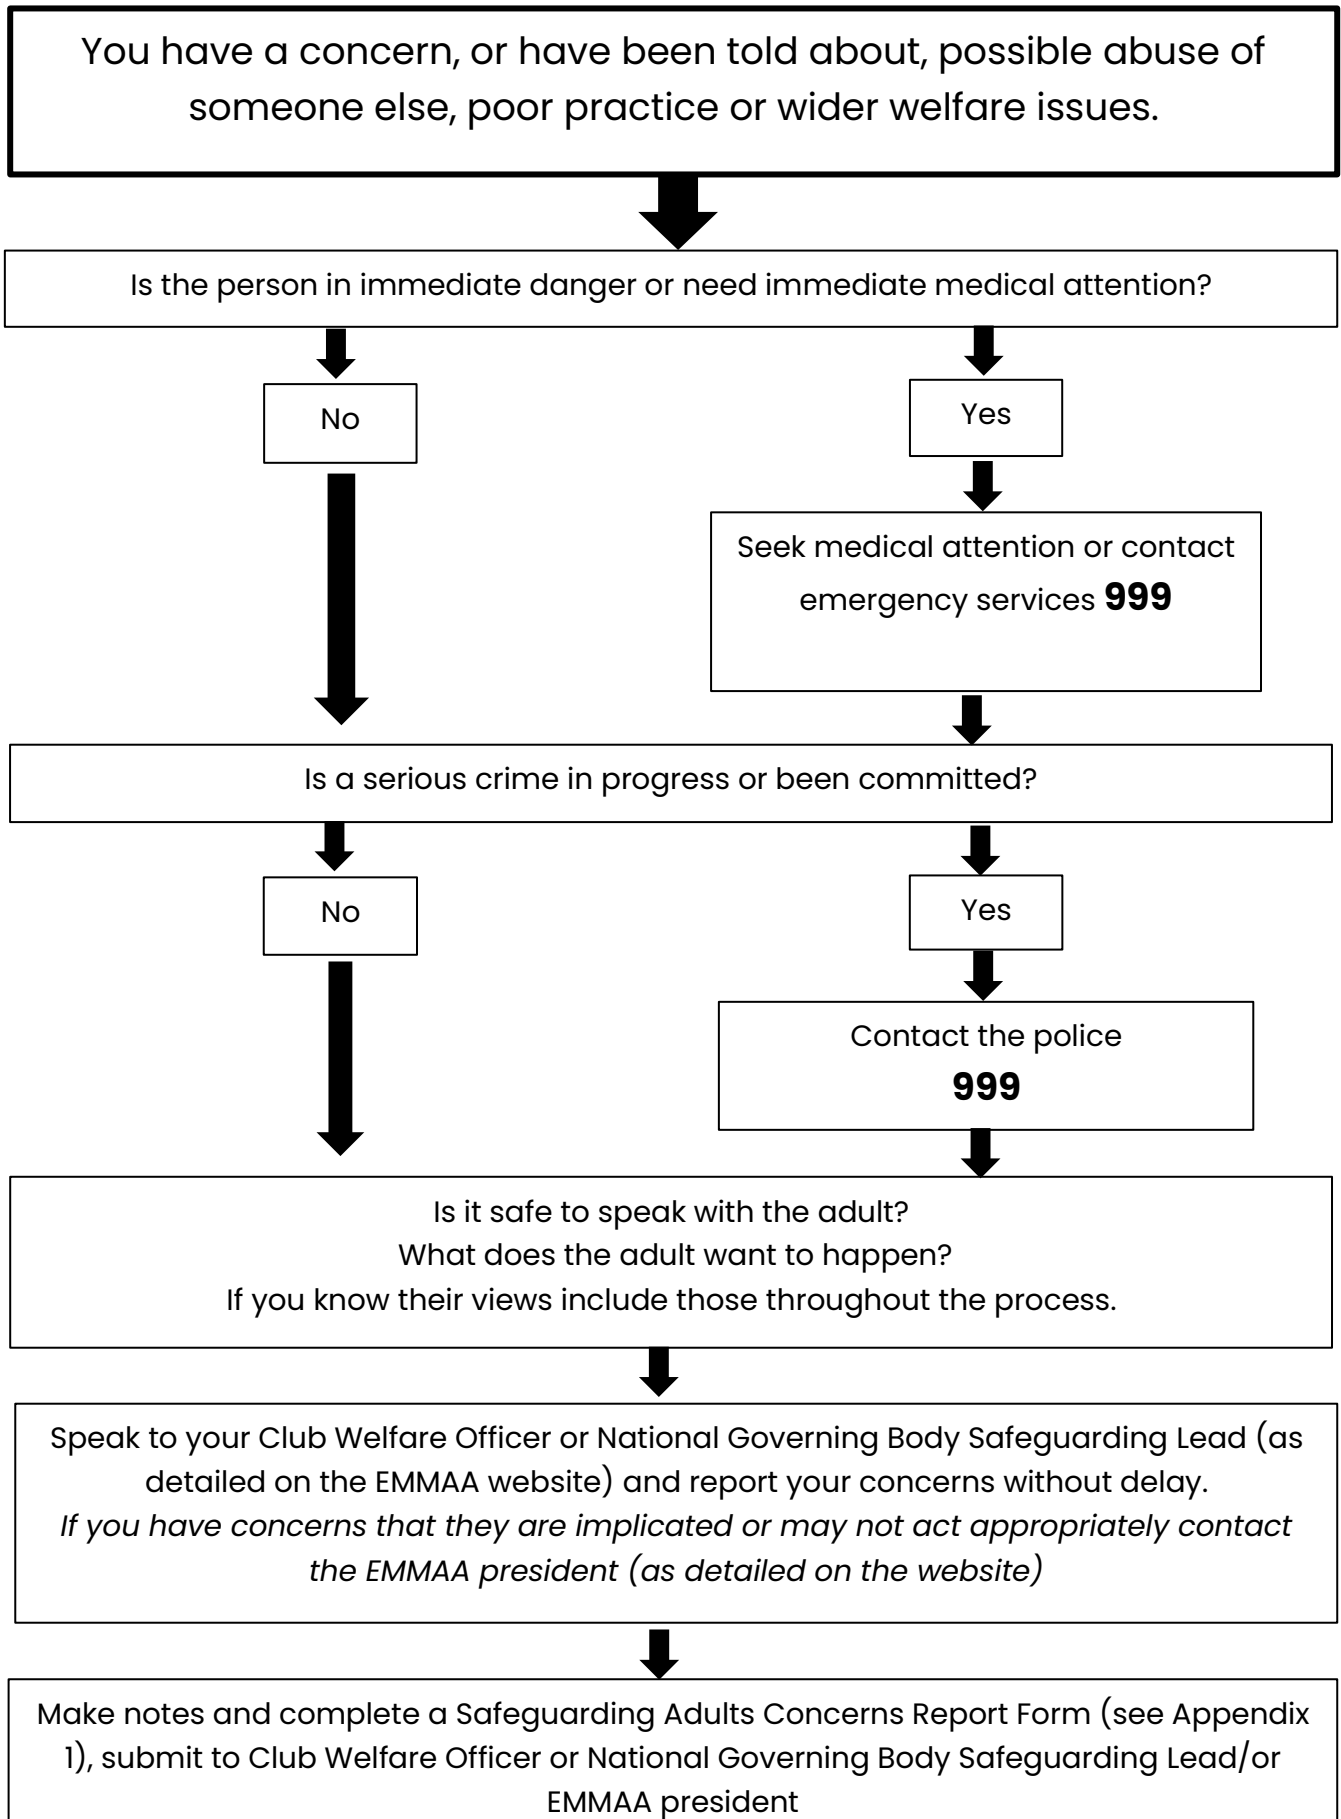 You have a concern, or have been told about, possible abuse of
someone else, poor practice or wider welfare issues.
Is the person in immediate danger or need immediate medical attention?
No
Yes
Seek medical attention or contact
emergency services 999
Is a serious crime in progress or been committed?
No
Yes
Contact the police
999
Is it safe to speak with the adult?
What does the adult want to happen?
If you know their views include those throughout the process.
Speak to your Club Welfare Officer or National Governing Body Safeguarding Lead (as
detailed on the EMMAA website) and report your concerns without delay.
If you have concerns that they are implicated or may not act appropriately contact
the EMMAA president (as detailed on the website)
Make notes and complete a Safeguarding Adults Concerns Report Form (see Appendix
1), submit to Club Welfare Officer or National Governing Body Safeguarding Lead/or
EMMAA president